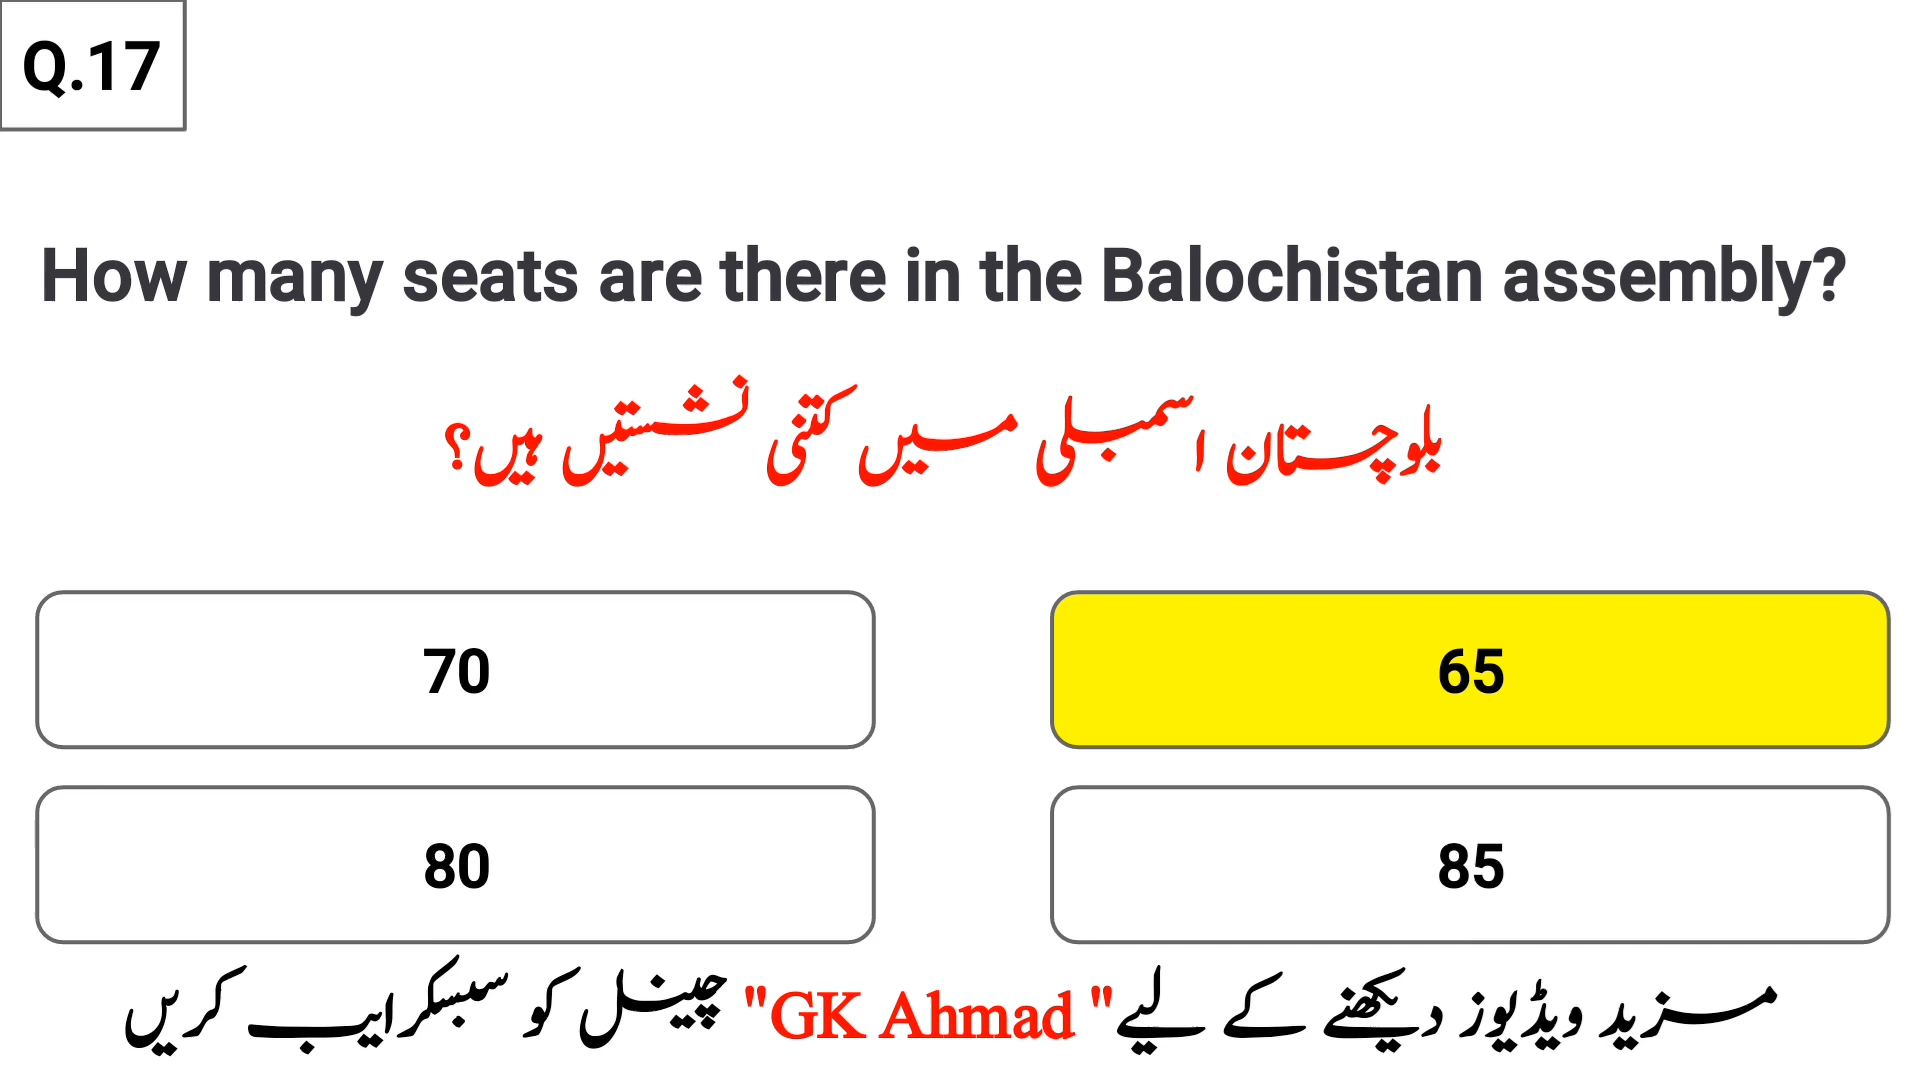 Q.17
How many seats are there in the Balochistan assembly?
بلوچستان اسمبلی میں کتنی نشستیں ہیں؟
70
65
80
85
مزید ویڈیوز دیکھنے کے لیے "GK Ahmad" چینل کو سبسکرایب کریں